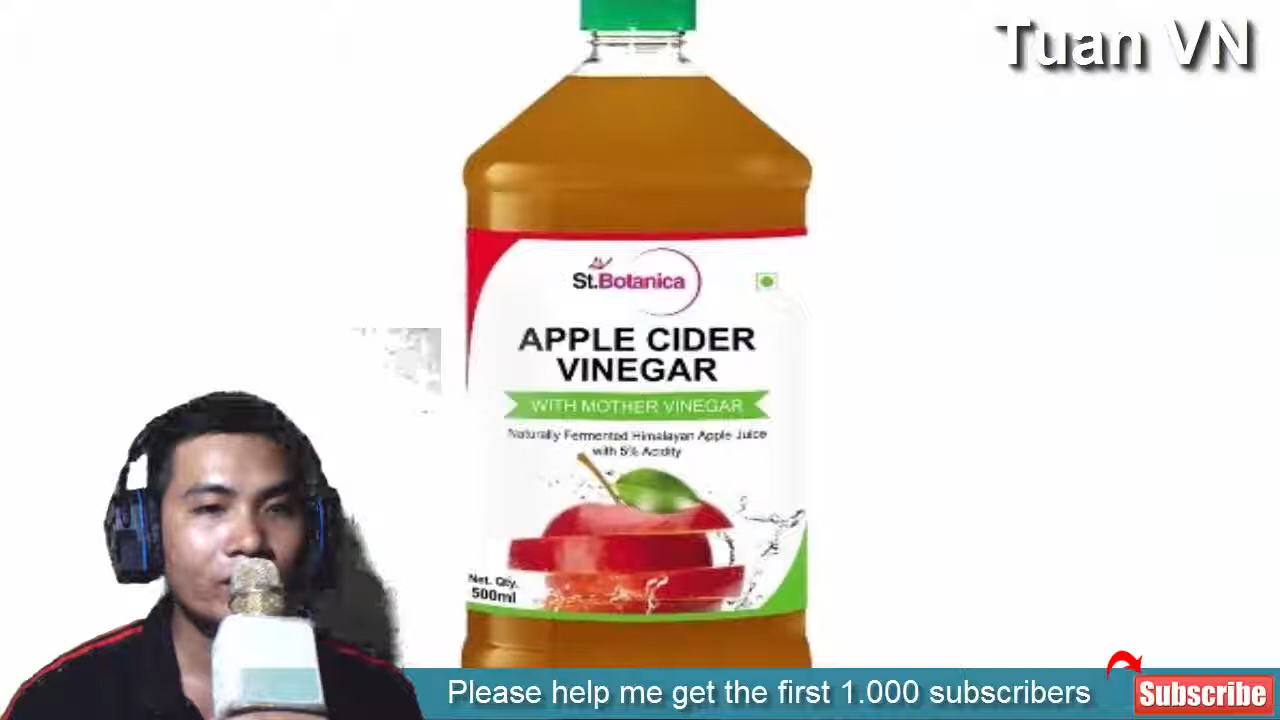 Tuan VN
St.Botanica
APPLE CIDER
VINEGAR
WITH MOTHER VINEGAR
Naturally Fermented Himalayan Apple Juice
with 5% Acidity
Net. Qty.
500ml
Please help me get the first 1.000 subscribers
Subscribe